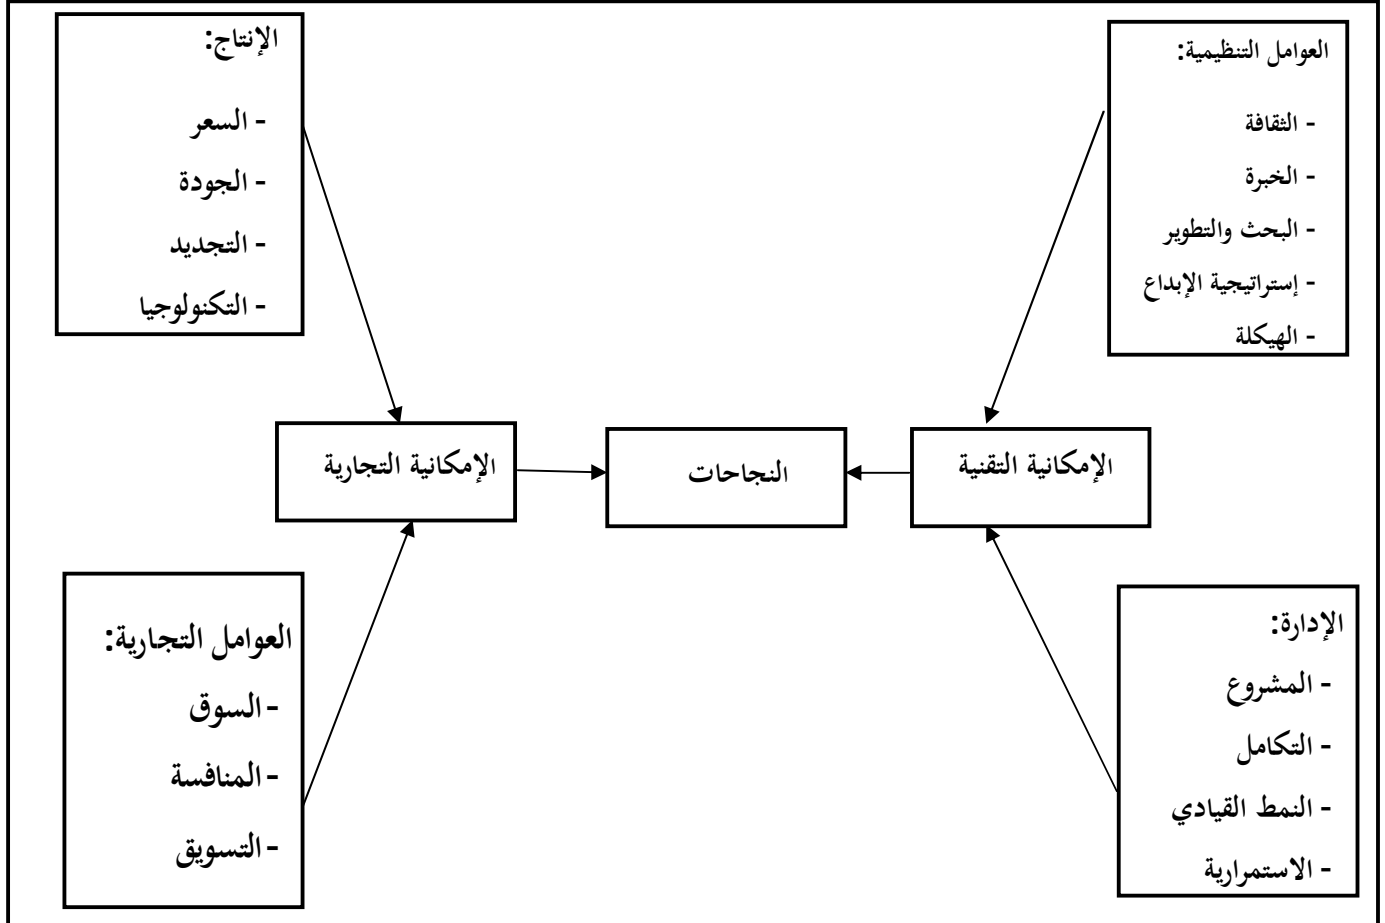 العوامل التنظيمية:
- الثقافة
- الخبرة
- البحث والتطوير
- إستراتيجية الإبداع
- الهيكلة
الإنتاج:
- السعر
- الجودة
- التجديد
- التكنولوجيا
الإمكانية التقنية
النجاحات
الإمكانية التجارية
الإدارة:
- المشروع
- التكامل
- النمط القيادي
- الاستمرارية
العوامل التجارية:
- السوق
- المنافسة
- التسويق